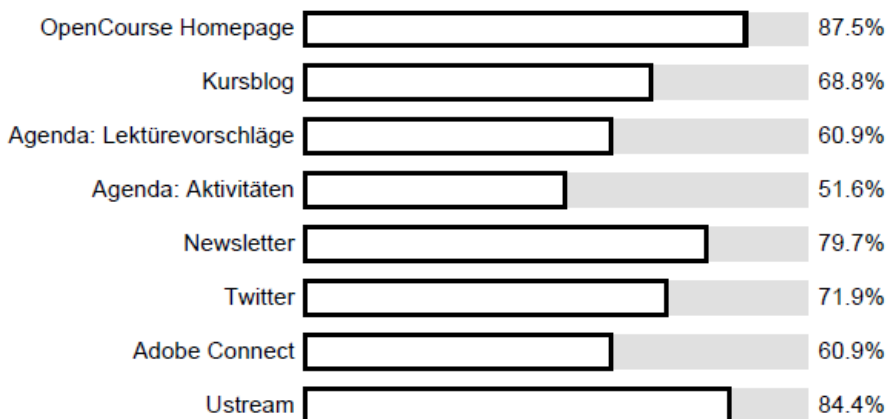 OpenCourse Homepage 87.5%
Kursblog 68.8%
Agenda: Lektürevorschläge 60.9%
Agenda: Aktivitäten 51.6%
Newsletter 79.7%
Twitter 71.9%
Adobe Connect 60.9%
Ustream 84.4%